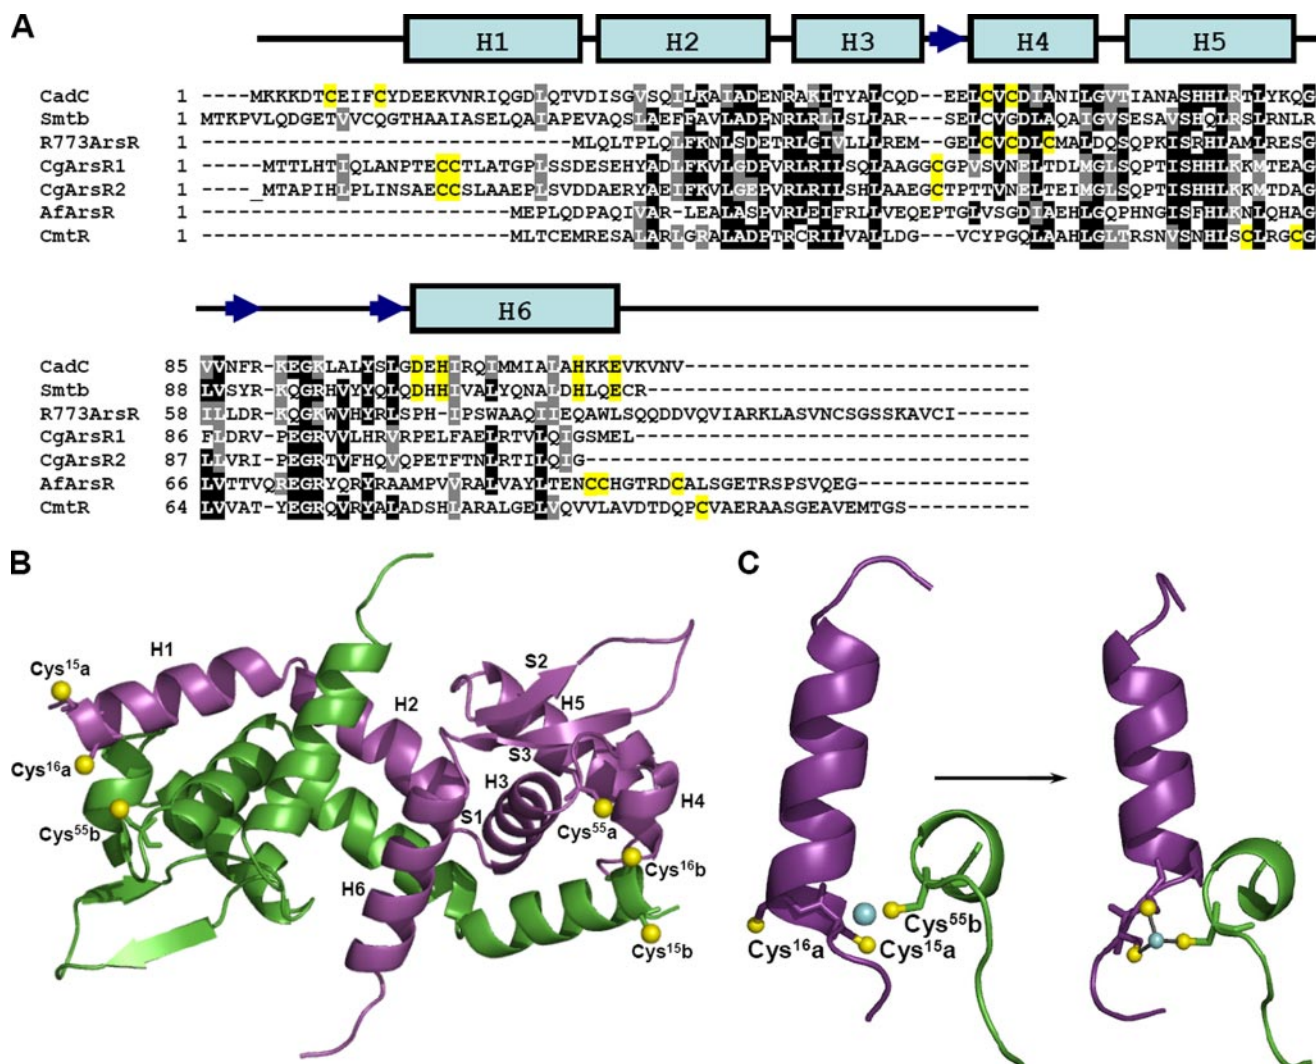 A
H1 H2 H3 H4 H5
CadC 1 ----MKKKDTCEIFCYDEEKVNRIQGDLQTVDISGVSQILKAIADENRAKITYALCQD--EELCVCDIANILGVTIANASHHLRTLYKQG
Smtb 1 MTKPVLQDGETVVCQGTHAAIASELQAIAPEVAQSLAEFFAVLADPNRLRLLSLLAR--SELCVGDLAQAIGVSESAVSHQLRSLRNLR
R773ArsR 1 ------------------------------MLQLTPLQLFKNLSDETRLGIVLLLREM--GELCVCDLCMALDQSQPKISRHLAMLRESG
CgArsR1 1 -----MTTLHTIQLANPTECCTLATGPLSSDESEHYADLFKVLGDPVRLRILSQLAAGGCGPVSVNELTDLMGLSQPTISHHLKKMTEAG
CgArsR2 1 ----_MTAPIHLPLINSAECCSLAAEPLSVDDAERYAEIFKVLGEPVRLRILSHLAAEGCTPTTVNELTEIMGLSQPTISHHLKKMTDAG
AfArsR 1 -------------------------MEPLQDPAQIVAR-LEALASPVRLEIFRLLVEQEPTGLVSGDIAEHLGQPHNGISFHLKNLQHAG
CmtR 1 -------------------------MLTCEMRESALARLGRALADPTRCRILVALLDG---VCYPGQLAAHLGLTRSNVSNHLSCLRGCG
H6
CadC 85 VVNFR-KEGKLALYSLGDEHIRQIMMIALAHKKEVKVNV----------------------------
Smtb 88 LVSYR-KQGRHVYYQLQDHHIVALYQNALDHLQECR-------------------------------
R773ArsR 58 ILLDR-KQGKWVHYRLSPH-IPSWAAQIIEQAWLSQQDDVQVIARKLASVNCSGSSKAVCI------
CgArsR1 86 FLDRV-PEGRVVLHRVRPELFAELRTVLQIGSMEL--------------------------------
CgArsR2 87 LLVRI-PEGRTVFHQVQPETFTNLRTILQIG------------------------------------
AfArsR 66 LVTTVQREGRYQRYRAAMPVVRALVAYLTENCCHGTRDCALSGETRSPSVQEG--------------
CmtR 64 LVVAT-YEGRQVRYALADSHLARALGELVQVVLAVDTDQPCVAERAASGEAVEMTGS----------
B
H1
Cys15a
Cys16a
Cys55b
H2
S2
H5
S3
H3
S1
H4
Cys55a
Cys16b
H6
Cys15b
C
Cys55b
Cys16a
Cys15a